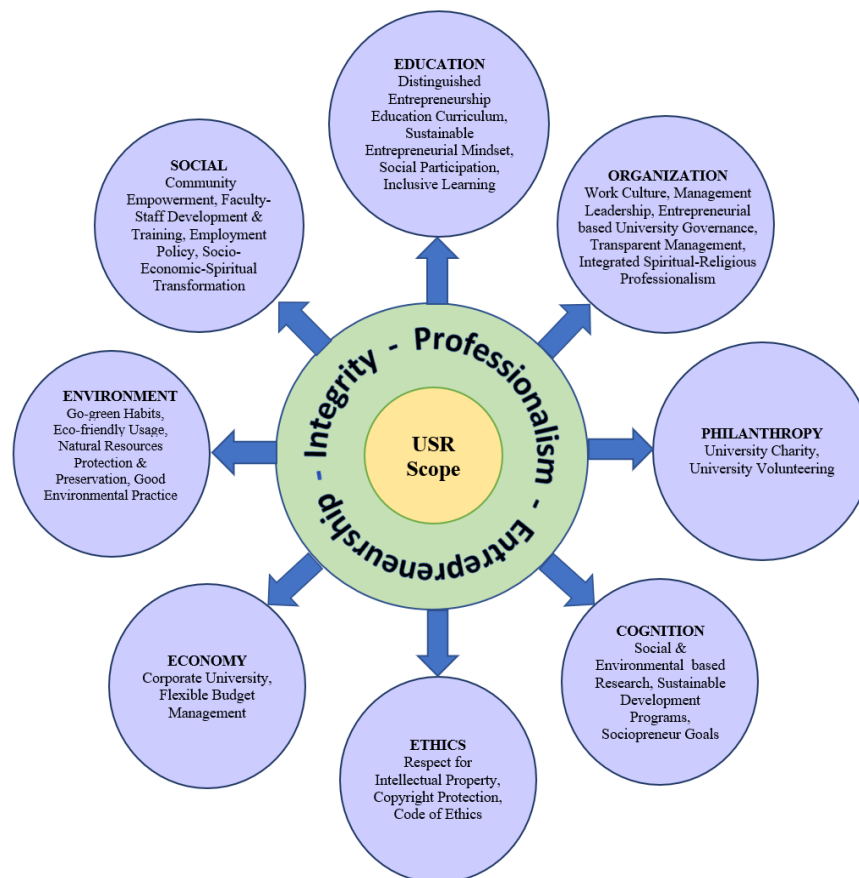 EDUCATION
Distinguished
Entrepreneurship
Education Curriculum,
Sustainable
Entrepreneurial Mindset,
Social Participation,
Inclusive Learning
SOCIAL
Community
Empowerment, Faculty-
Staff Development &
Training, Employment
Policy, Socio-
Economic-Spiritual
Transformation
ORGANIZATION
Work Culture, Management
Leadership, Entrepreneurial
based University Governance,
Transparent Management,
Integrated Spiritual-Religious
Professionalism
Integrity - Professionalism - Entrepreneurship -
USR
Scope
ENVIRONMENT
Go-green Habits,
Eco-friendly Usage,
Natural Resources
Protection &
Preservation, Good
Environmental Practice
PHILANTHROPY
University Charity,
University Volunteering
ECONOMY
Corporate University,
Flexible Budget
Management
COGNITION
Social &
Environmental based
Research, Sustainable
Development
Programs,
Sociopreneur Goals
ETHICS
Respect for
Intellectual Property,
Copyright Protection,
Code of Ethics